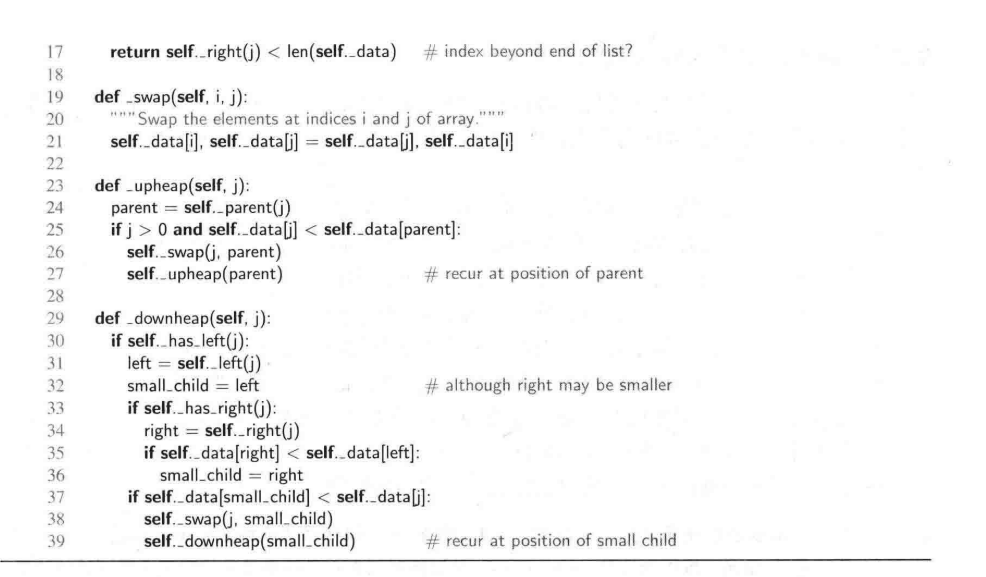 17 return self._right(j) < len(self._data) # index beyond end of list?
18
19 def _swap(self, i, j):
20 """Swap the elements at indices i and j of array."""
21 self._data[i], self._data[j] = self._data[j], self._data[i]
22
23 def _upheap(self, j):
24 parent = self._parent(j)
25 if j > 0 and self._data[j] < self._data[parent]:
26 self._swap(j, parent)
27 self._upheap(parent) # recur at position of parent
28
29 def _downheap(self, j):
30 if self._has_left(j):
31 left = self._left(j)
32 small_child = left # although right may be smaller
33 if self._has_right(j):
34 right = self._right(j)
35 if self._data[right] < self._data[left]:
36 small_child = right
37 if self._data[small_child] < self._data[j]:
38 self._swap(j, small_child)
39 self._downheap(small_child) # recur at position of small child